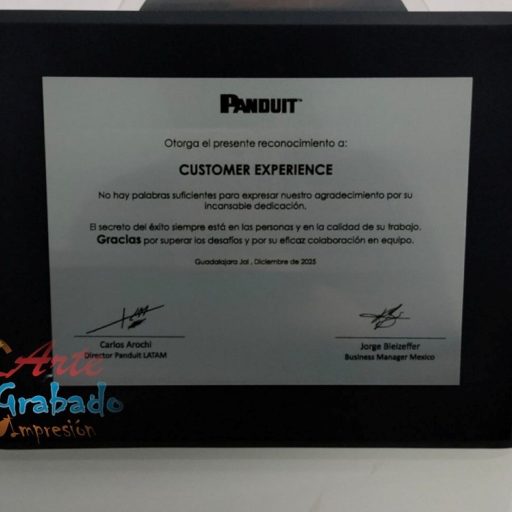 PANDUIT™
Otorga el presente reconocimiento a:
CUSTOMER EXPERIENCE
No hay palabras suficientes para expresar nuestro agradecimiento por su
incansable dedicación.
El secreto del éxito siempre está en las personas y en la calidad de su trabajo.
Gracias por superar los desafíos y por su eficaz colaboración en equipo.
Guadalajara Jal , Diciembre de 2025
Carlos Arochi
Director Panduit LATAM
Jorge Bleizeffer
Business Manager Mexico
Arte
Grabado
Impresión